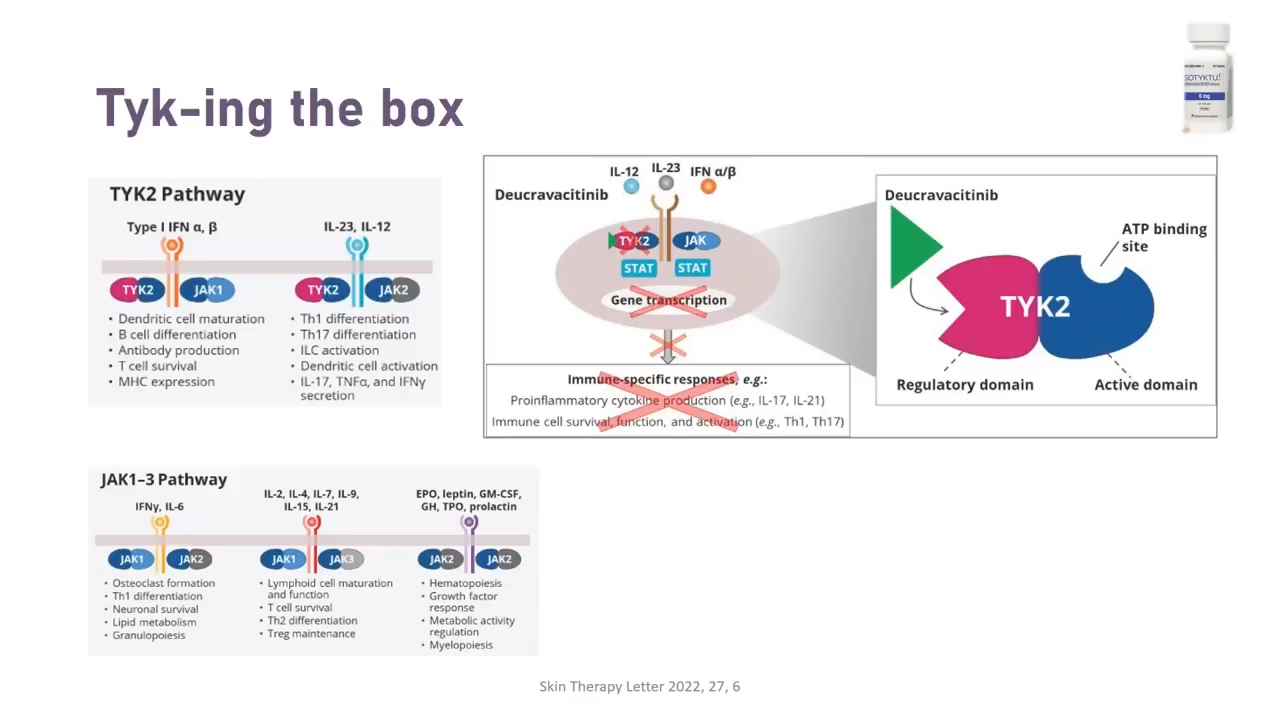 Tyk-ing the box
SOTYKTU
6 mg
TYK2 Pathway
Type I IFN α, β
TYK2
JAK1
• Dendritic cell maturation
• B cell differentiation
• Antibody production
• T cell survival
• MHC expression
IL-23, IL-12
TYK2
JAK2
• Th1 differentiation
• Th17 differentiation
• ILC activation
• Dendritic cell activation
• IL-17, TNFα, and IFNγ
secretion
Deucravacitinib
IL-12
IL-23
IFN α/β
TYK2
JAK
STAT
STAT
Gene transcription
Immune-specific responses, e.g.:
Proinflammatory cytokine production (e.g., IL-17, IL-21)
Immune cell survival, function, and activation (e.g., Th1, Th17)
Deucravacitinib
ATP binding
site
TYK2
Regulatory domain
Active domain
JAK1–3 Pathway
IFNγ, IL-6
JAK1
JAK2
• Osteoclast formation
• Th1 differentiation
• Neuronal survival
• Lipid metabolism
• Granulopoiesis
IL-2, IL-4, IL-7, IL-9,
IL-15, IL-21
JAK1
JAK3
• Lymphoid cell maturation
and function
• T cell survival
• Th2 differentiation
• Treg maintenance
EPO, leptin, GM-CSF,
GH, TPO, prolactin
JAK2
JAK2
• Hematopoiesis
• Growth factor
response
• Metabolic activity
regulation
• Myelopoiesis
Skin Therapy Letter 2022, 27, 6